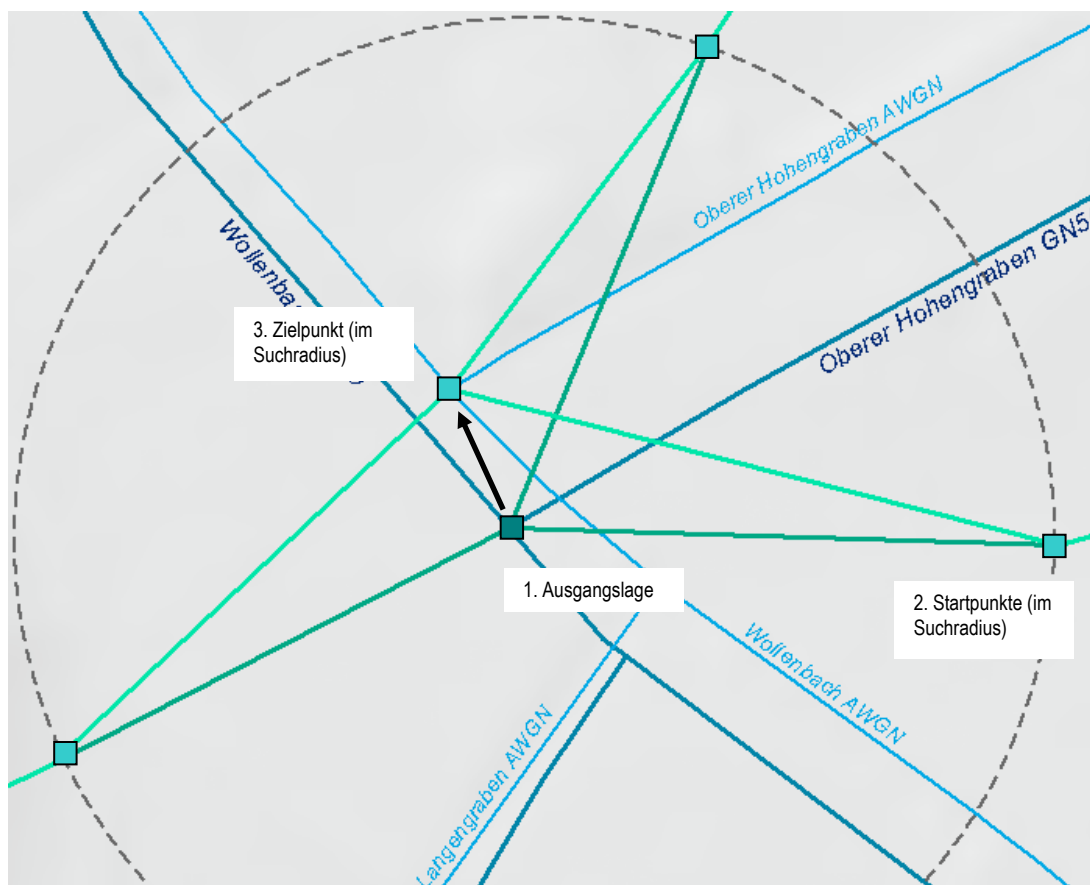 Oberer Hohengraben AWGN
Wollenbach
Oberer Hohengraben GN5
3. Zielpunkt (im
Suchradius)
1. Ausgangslage
2. Startpunkte (im
Suchradius)
Wollenbach AWGN
Langengraben AWGN